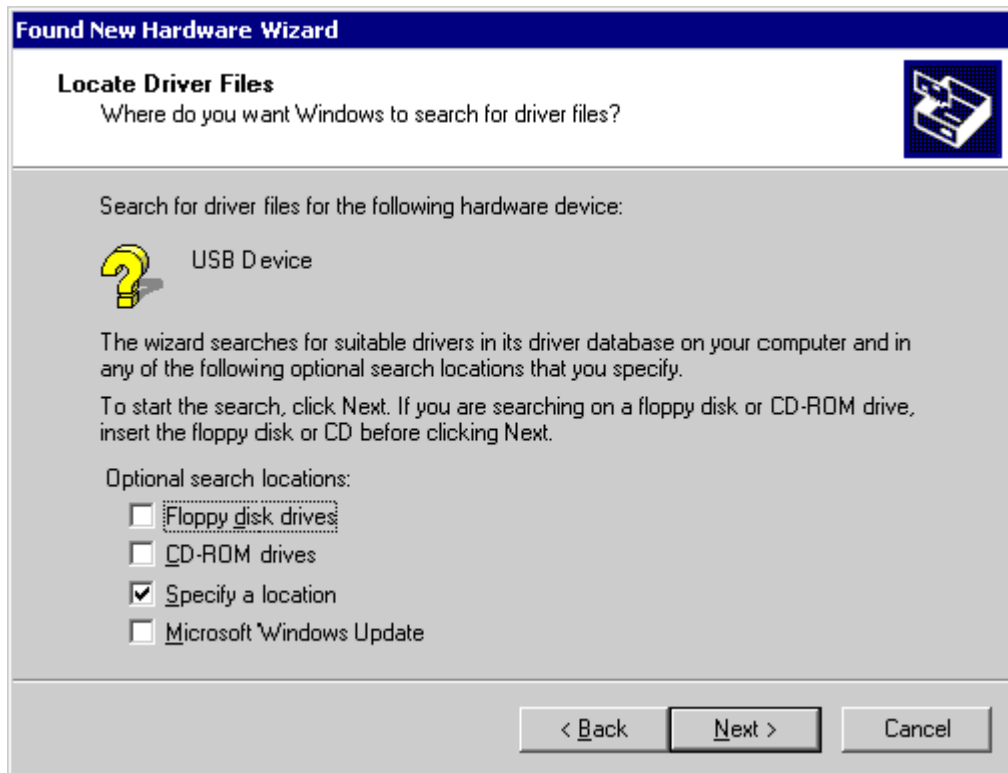 Found New Hardware Wizard
Locate Driver Files
Where do you want Windows to search for driver files?
Search for driver files for the following hardware device:
USB Device
The wizard searches for suitable drivers in its driver database on your computer and in
any of the following optional search locations that you specify.
To start the search, click Next. If you are searching on a floppy disk or CD-ROM drive,
insert the floppy disk or CD before clicking Next.
Optional search locations:
Floppy disk drives
CD-ROM drives
Specify a location
Microsoft Windows Update
< Back Next > Cancel